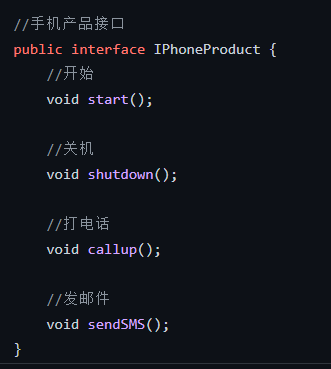 //手机产品接口
public interface IPhoneProduct {
    //开始
    void start();

    //关机
    void shutdown();

    //打电话
    void callup();

    //发邮件
    void sendSMS();
}